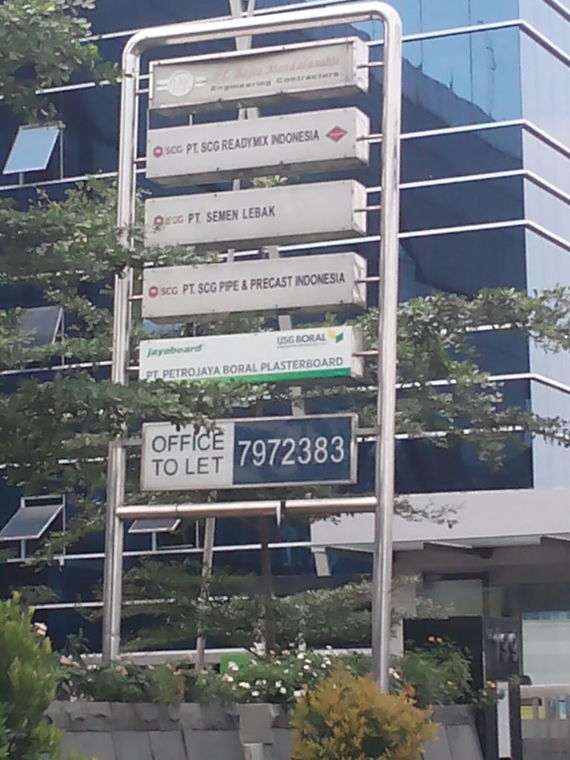 Engineering Contractors
SCG PT. SCG READYMIX INDONESIA
SCG PT. SEMEN LEBAK
SCG PT. SCG PIPE & PRECAST INDONESIA
jayaboard USG BORAL
PT. PETROJAYA BORAL PLASTERBOARD
OFFICE TO LET 7972383